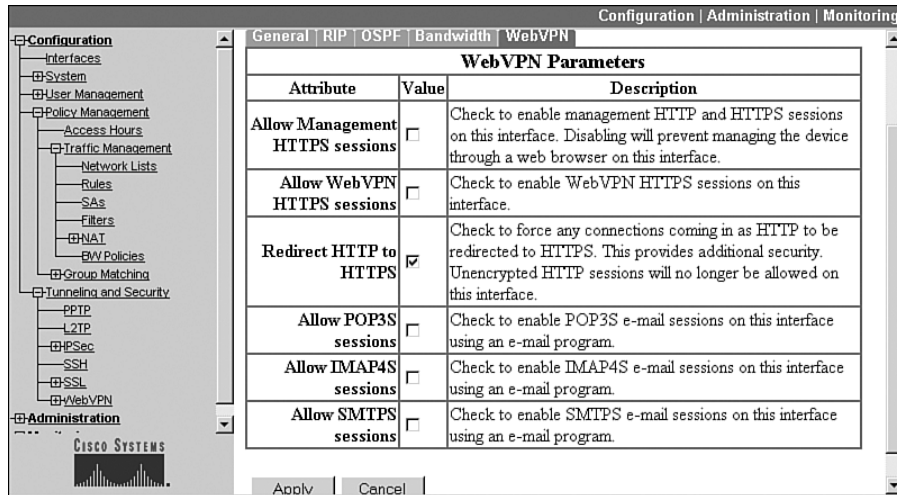 Configuration | Administration | Monitoring
Configuration
Interfaces
System
User Management
Policy Management
Access Hours
Traffic Management
Network Lists
Rules
SAs
Filters
NAT
BW Policies
Group Matching
Tunneling and Security
PPTP
L2TP
IPSec
SSH
SSL
WebVPN
Administration
CISCO SYSTEMS
General | RIP | OSPF | Bandwidth | WebVPN
WebVPN Parameters
Attribute Value Description
Allow Management
HTTPS sessions
Check to enable management HTTP and HTTPS sessions
on this interface. Disabling will prevent managing the device
through a web browser on this interface.
Allow WebVPN
HTTPS sessions
Check to enable WebVPN HTTPS sessions on this
interface.
Redirect HTTP to
HTTPS
Check to force any connections coming in as HTTP to be
redirected to HTTPS. This provides additional security.
Unencrypted HTTP sessions will no longer be allowed on
this interface.
Allow POP3S
sessions
Check to enable POP3S e-mail sessions on this interface
using an e-mail program.
Allow IMAP4S
sessions
Check to enable IMAP4S e-mail sessions on this interface
using an e-mail program.
Allow SMTPS
sessions
Check to enable SMTPS e-mail sessions on this interface
using an e-mail program.
Apply Cancel